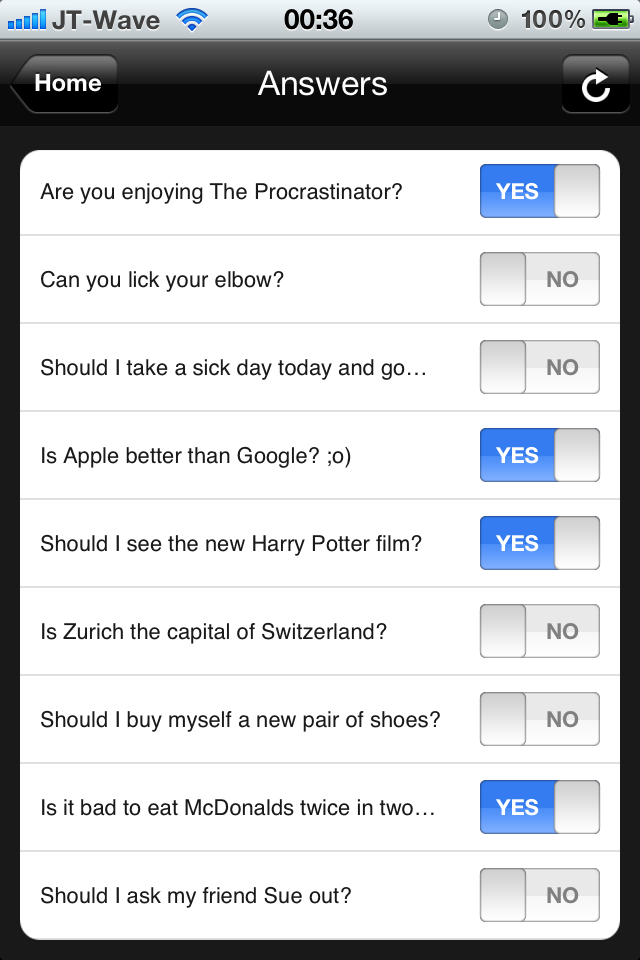 JT-Wave 00:36 100%
Home Answers
Are you enjoying The Procrastinator? YES
Can you lick your elbow? NO
Should I take a sick day today and go… NO
Is Apple better than Google? ;o) YES
Should I see the new Harry Potter film? YES
Is Zurich the capital of Switzerland? NO
Should I buy myself a new pair of shoes? NO
Is it bad to eat McDonalds twice in two… YES
Should I ask my friend Sue out? NO